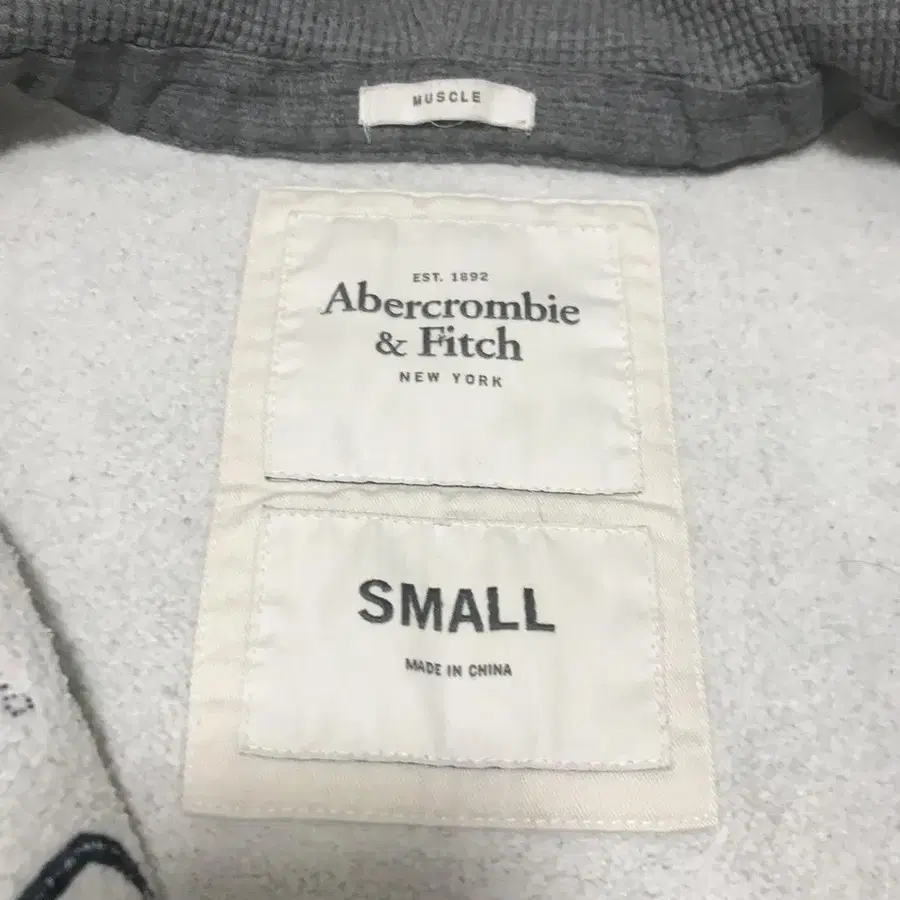 MUSCLE
EST. 1892
Abercrombie
& Fitch
NEW YORK
SMALL
MADE IN CHINA